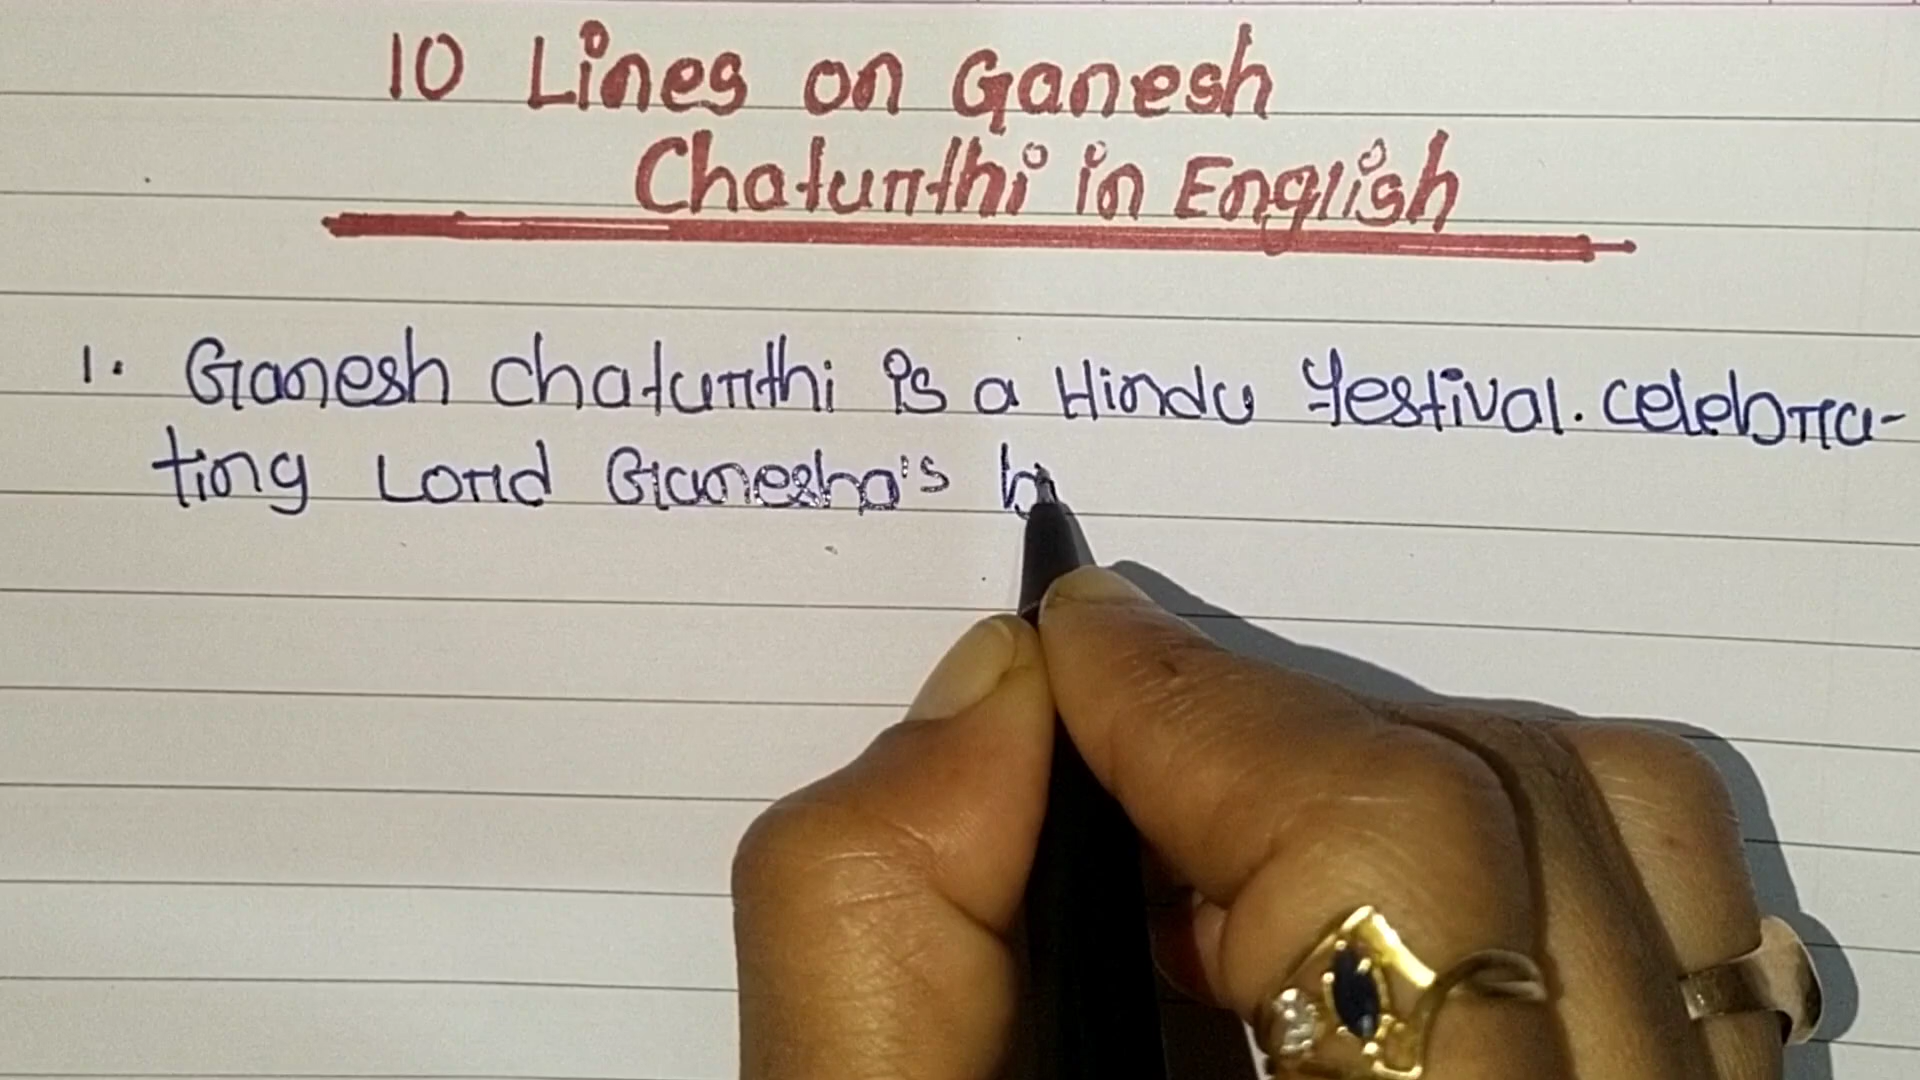 10 Lines on Ganesh
Chaturthi in English
1. Ganesh chaturthi is a Hindu festival. celebra-
ting Lord Ganesha's b